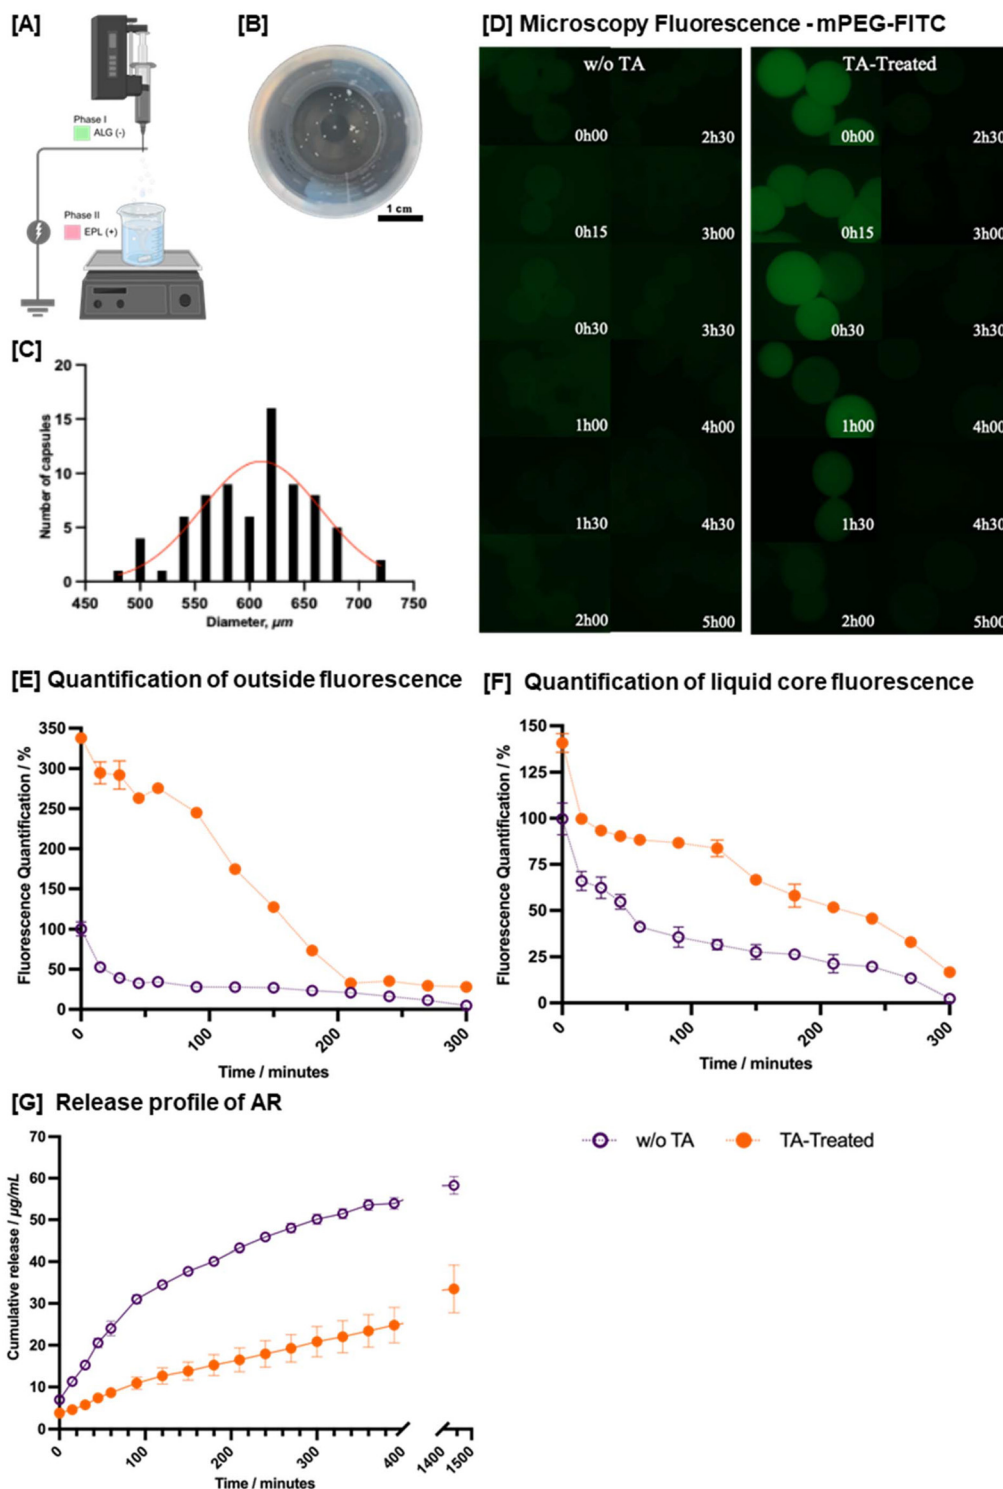 [A]
Phase I
ALG (-)
Phase II
EPL (+)
[B]
1 cm
[C]
20
15
10
5
0
Number of capsules
450 500 550 600 650 700 750
Diameter, μm
[D] Microscopy Fluorescence - mPEG-FITC
w/o TA
0h00 2h30
0h15 3h00
0h30 3h30
1h00 4h00
1h30 4h30
2h00 5h00
TA-Treated
0h00 2h30
0h15 3h00
0h30 3h30
1h00 4h00
1h30 4h30
2h00 5h00
[E] Quantification of outside fluorescence
350
300
250
200
150
100
50
0
Fluorescence Quantification / %
0 100 200 300
Time / minutes
[F] Quantification of liquid core fluorescence
150
125
100
75
50
25
0
Fluorescence Quantification / %
0 100 200 300
Time / minutes
[G] Release profile of AR
70
60
50
40
30
20
10
0
Cumulative release / μg/mL
0 100 200 300 400 1400 1500
Time / minutes
w/o TA TA-Treated